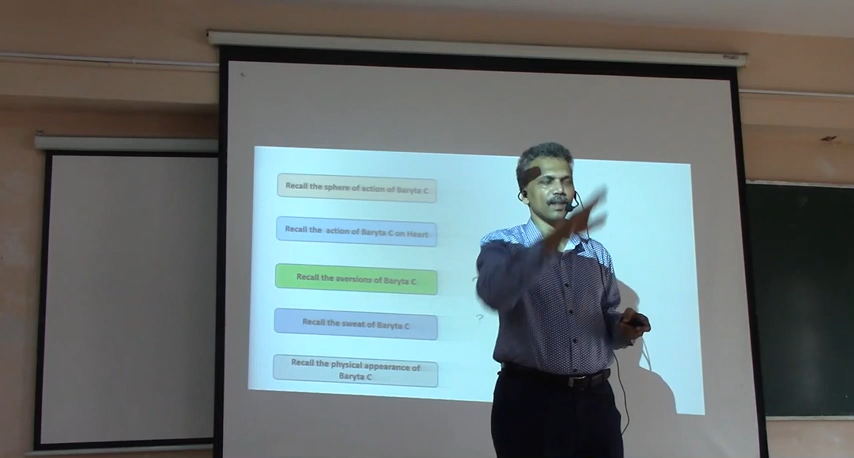 Recall the sphere of action of Baryta C
Recall the action of Baryta C on Heart
Recall the aversions of Baryta C
Recall the sweat of Baryta C
?
Recall the physical appearance of
Baryta C